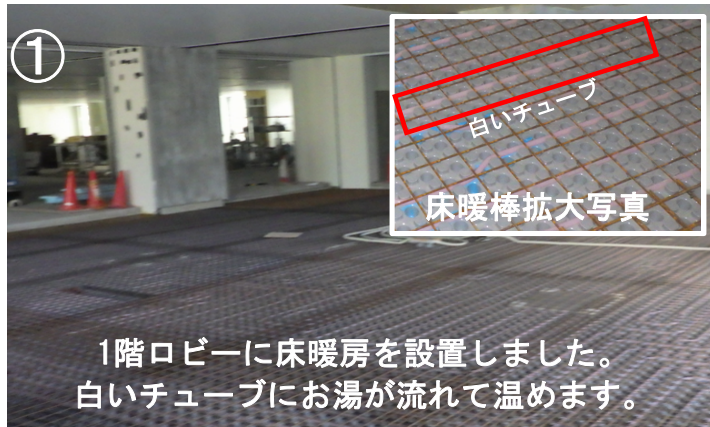 ①
白いチューブ
床暖棒拡大写真
1階ロビーに床暖房を設置しました。
白いチューブにお湯が流れて温めます。